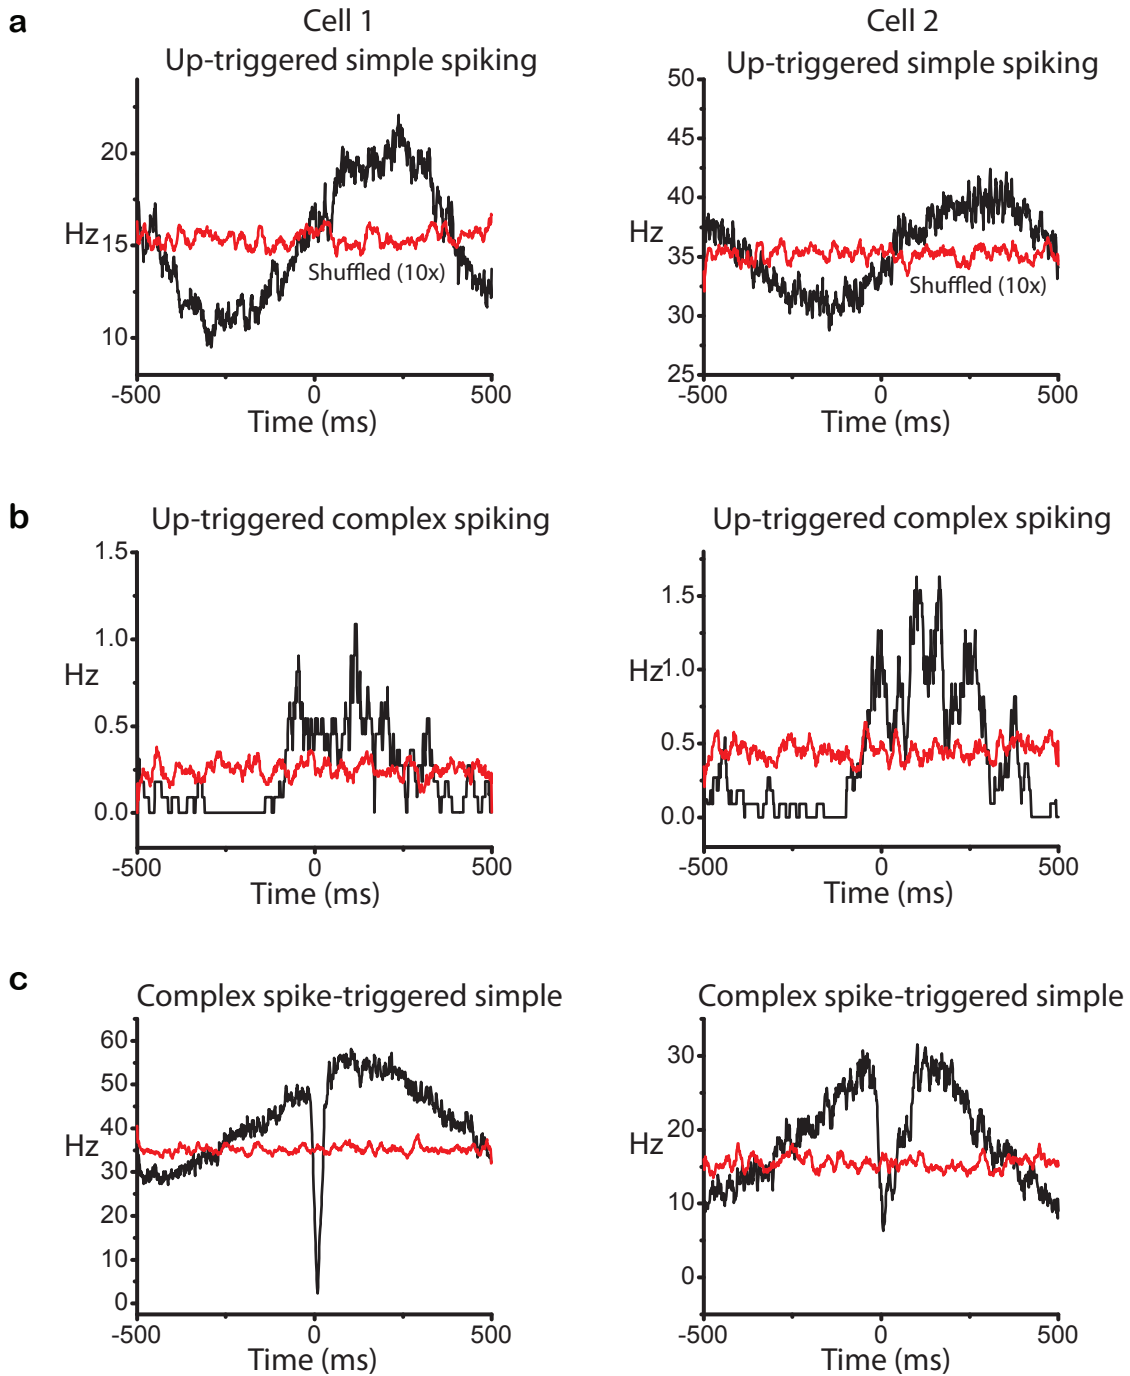 a
Cell 1
Cell 2
Up-triggered simple spiking
Up-triggered simple spiking
20
15
10
Hz
Shuffled (10x)
-500
0
500
Time (ms)
50
45
40
35
30
25
Hz
Shuffled (10x)
-500
0
500
Time (ms)
b
Up-triggered complex spiking
Up-triggered complex spiking
1.5
1.0
0.5
0.0
Hz
-500
0
500
Time (ms)
1.5
1.0
0.5
0.0
Hz
-500
0
500
Time (ms)
c
Complex spike-triggered simple
Complex spike-triggered simple
60
50
40
30
20
10
0
Hz
-500
0
500
Time (ms)
30
20
10
0
Hz
-500
0
500
Time (ms)